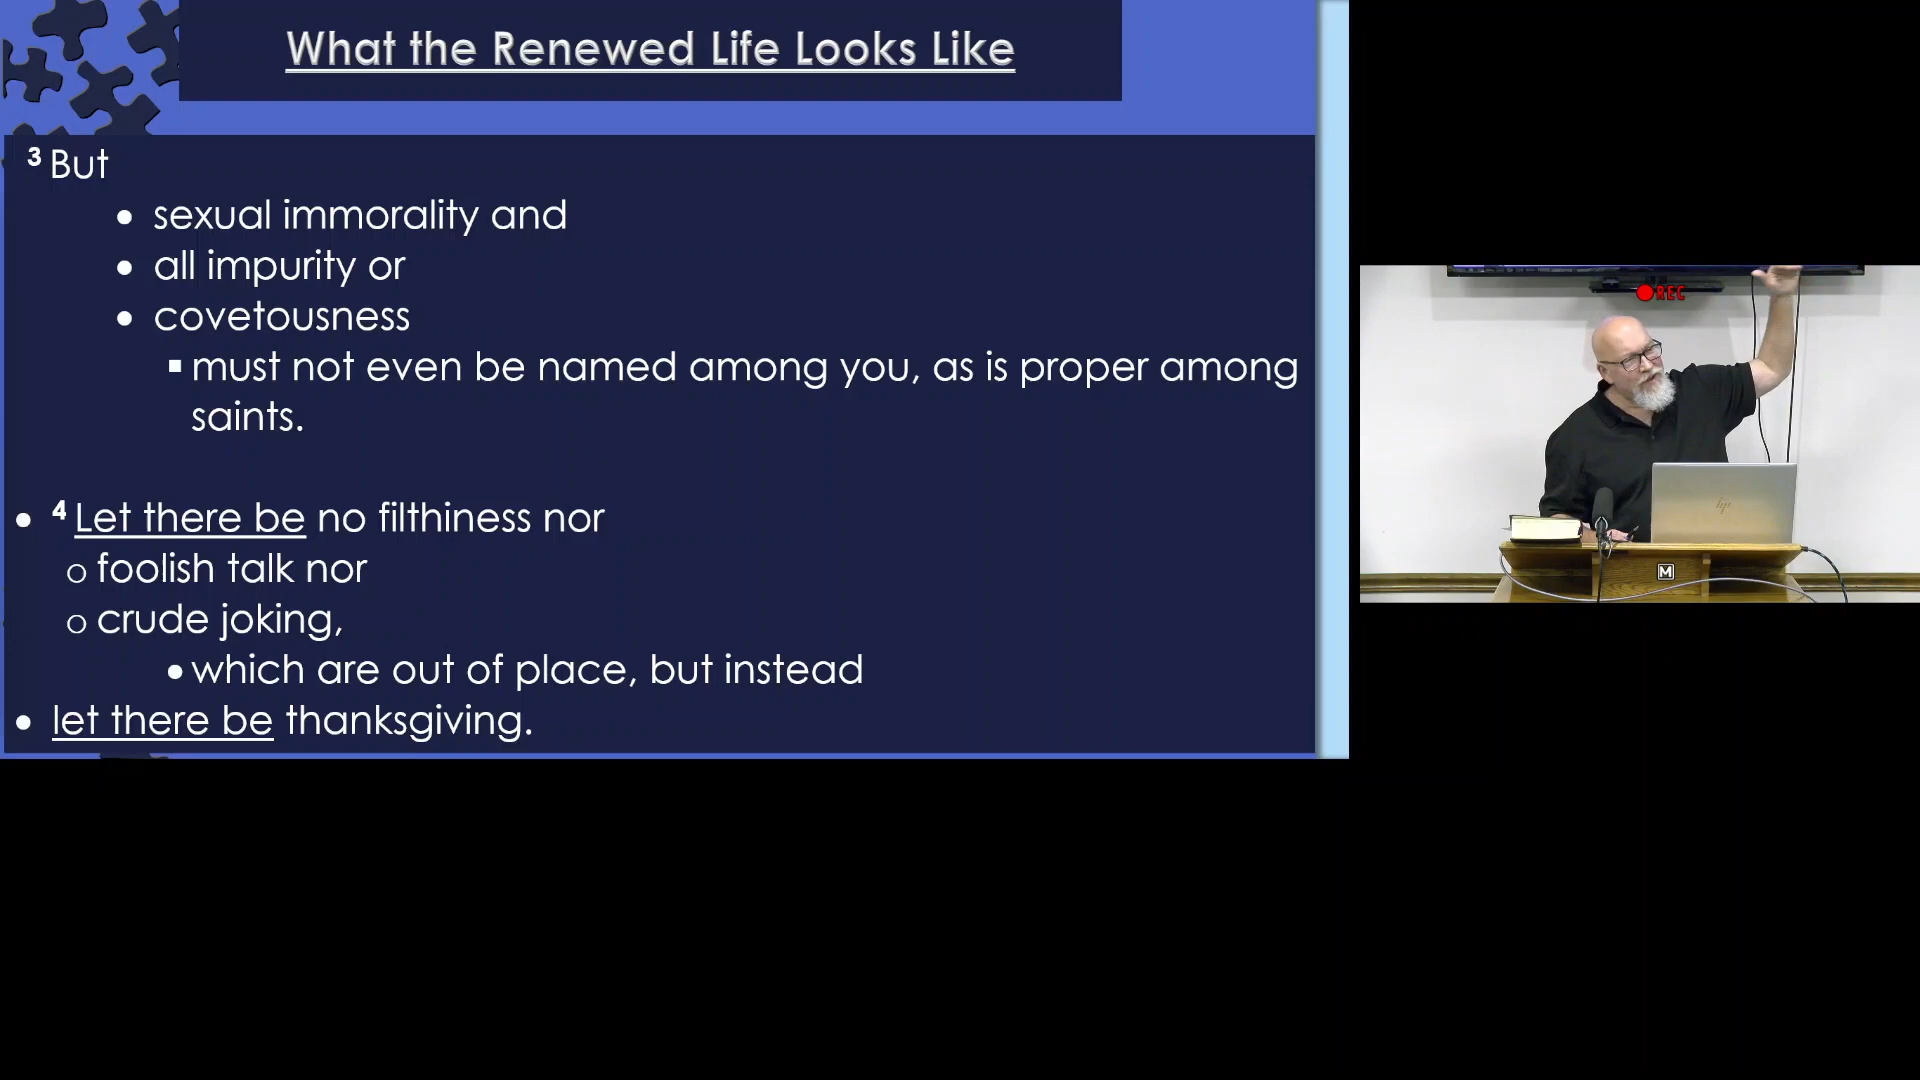 What the Renewed Life Looks Like
3 But
• sexual immorality and
• all impurity or
• covetousness
▪ must not even be named among you, as is proper among
saints.
• 4 Let there be no filthiness nor
o foolish talk nor
o crude joking,
• which are out of place, but instead
• let there be thanksgiving.
REC
hp
M